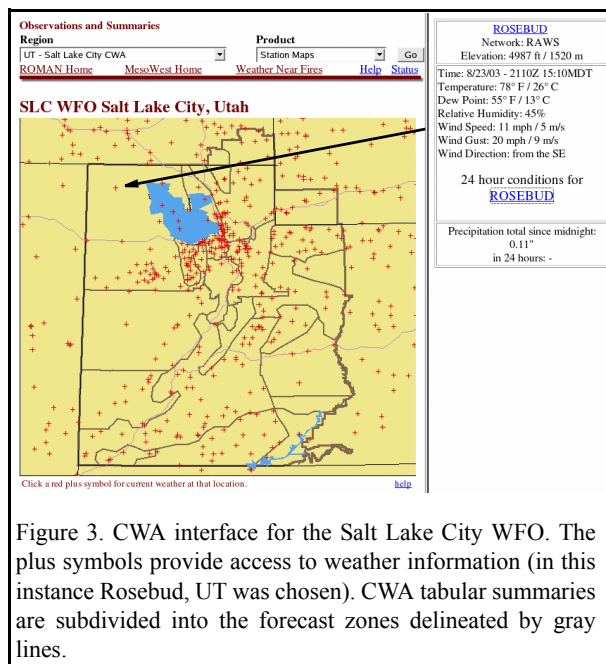 Observations and Summaries
Region
Product
UT - Salt Lake City CWA
Station Maps
Go
ROMAN Home
MesoWest Home
Weather Near Fires
Help
Status
SLC WFO Salt Lake City, Utah
Click a red plus symbol for current weather at that location.
help
ROSEBUD
Network: RAWS
Elevation: 4987 ft / 1520 m
Time: 8/23/03 - 2110Z 15:10MDT
Temperature: 78° F / 26° C
Dew Point: 55° F / 13° C
Relative Humidity: 45%
Wind Speed: 11 mph / 5 m/s
Wind Gust: 20 mph / 9 m/s
Wind Direction: from the SE
24 hour conditions for
ROSEBUD
Precipitation total since midnight:
0.11"
in 24 hours: -
Figure 3. CWA interface for the Salt Lake City WFO. The
plus symbols provide access to weather information (in this
instance Rosebud, UT was chosen). CWA tabular summaries
are subdivided into the forecast zones delineated by gray
lines.